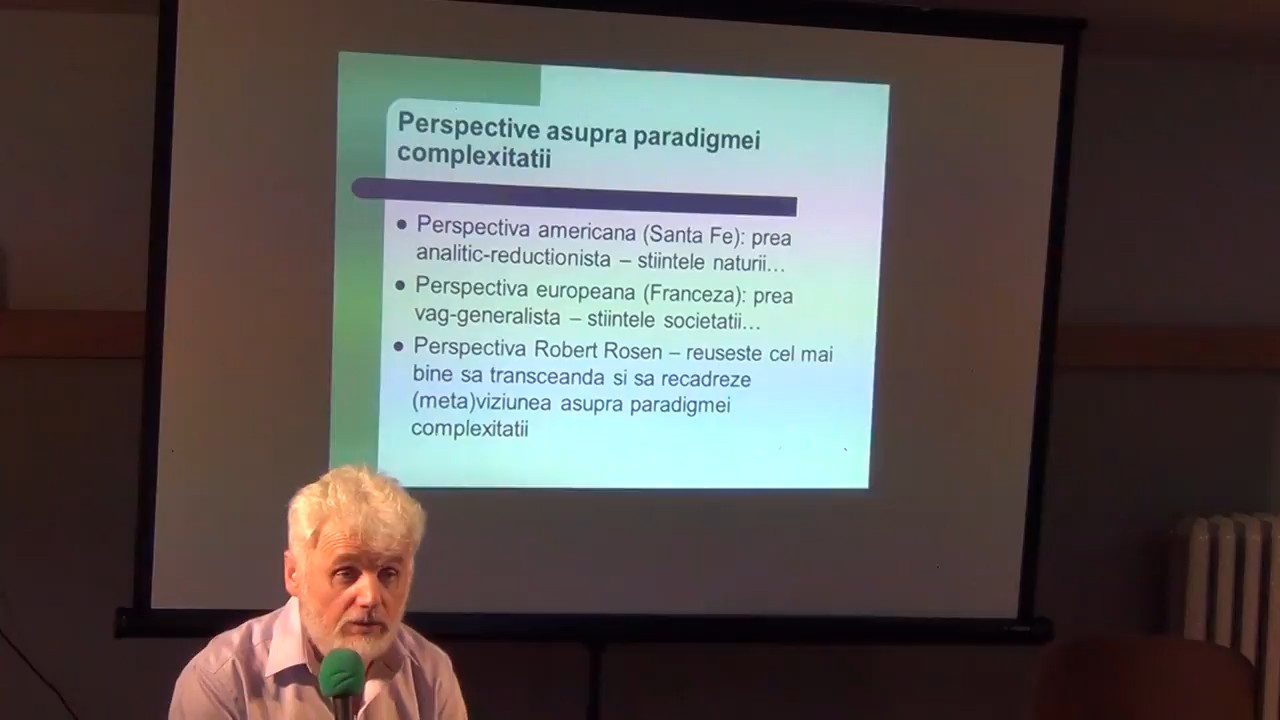 Perspective asupra paradigmei
complexitatii
Perspectiva americana (Santa Fe): prea
analitic-reductionista – stiintele naturii…
Perspectiva europeana (Franceza): prea
vag-generalista – stiintele societatii…
Perspectiva Robert Rosen – reuseste cel mai
bine sa transceanda si sa recadreze
(meta)viziunea asupra paradigmei
complexitatii